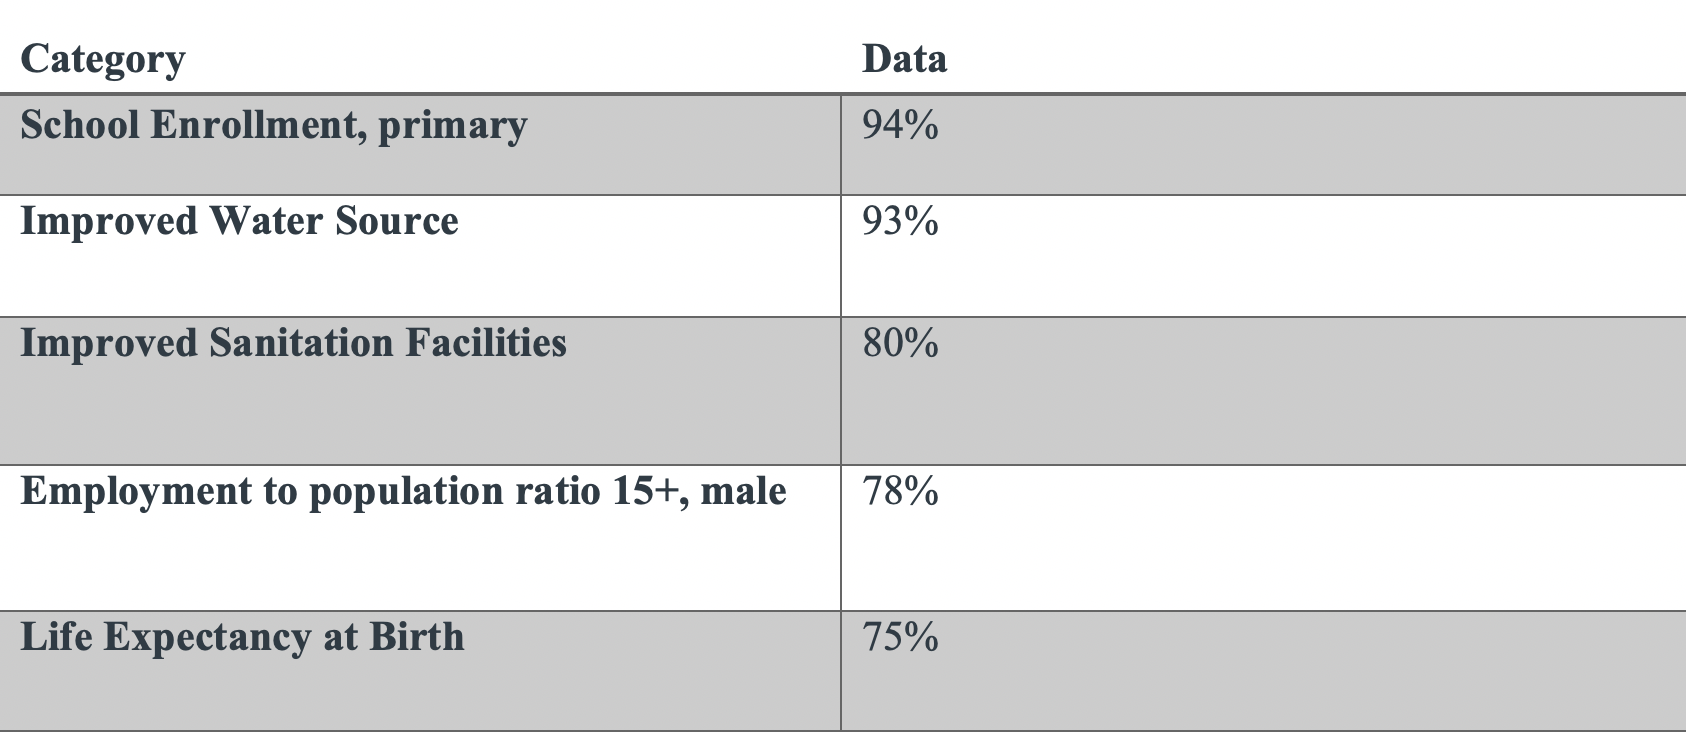 Category Data
School Enrollment, primary 94%
Improved Water Source 93%
Improved Sanitation Facilities 80%
Employment to population ratio 15+, male 78%
Life Expectancy at Birth 75%